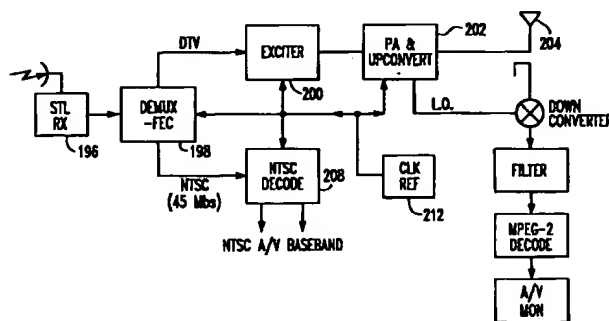 DTV
EXCITER
200
PA &
UPCONVERT
202
204
STL
RX
196
DEMUX
-FEC
198
L.O.
DOWN
CONVERTER
NTSC
(45 Mbs)
NTSC
DECODE
208
CLK
REF
212
NTSC A/V BASEBAND
FILTER
MPEG-2
DECODE
A/V
MON